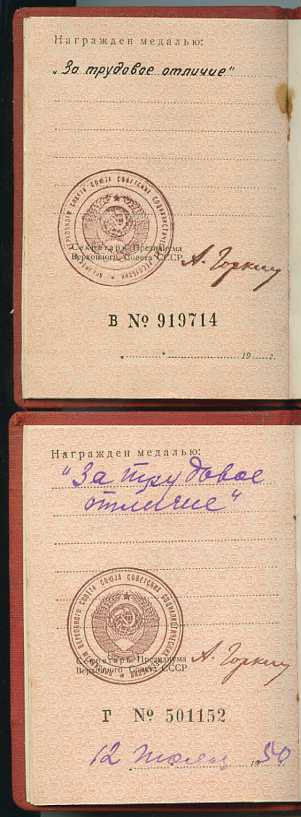 Награжден медалью:
„За трудовое отличие"
Секретарь Президиума
Верховного Совета СССР
А. Горкин
В № 919714
19 г.
Награжден медалью:
"За трудовое
отличие"
Секретарь Президиума
Верховного Совета СССР
А. Горкин
Г № 501152
12 июля 1950